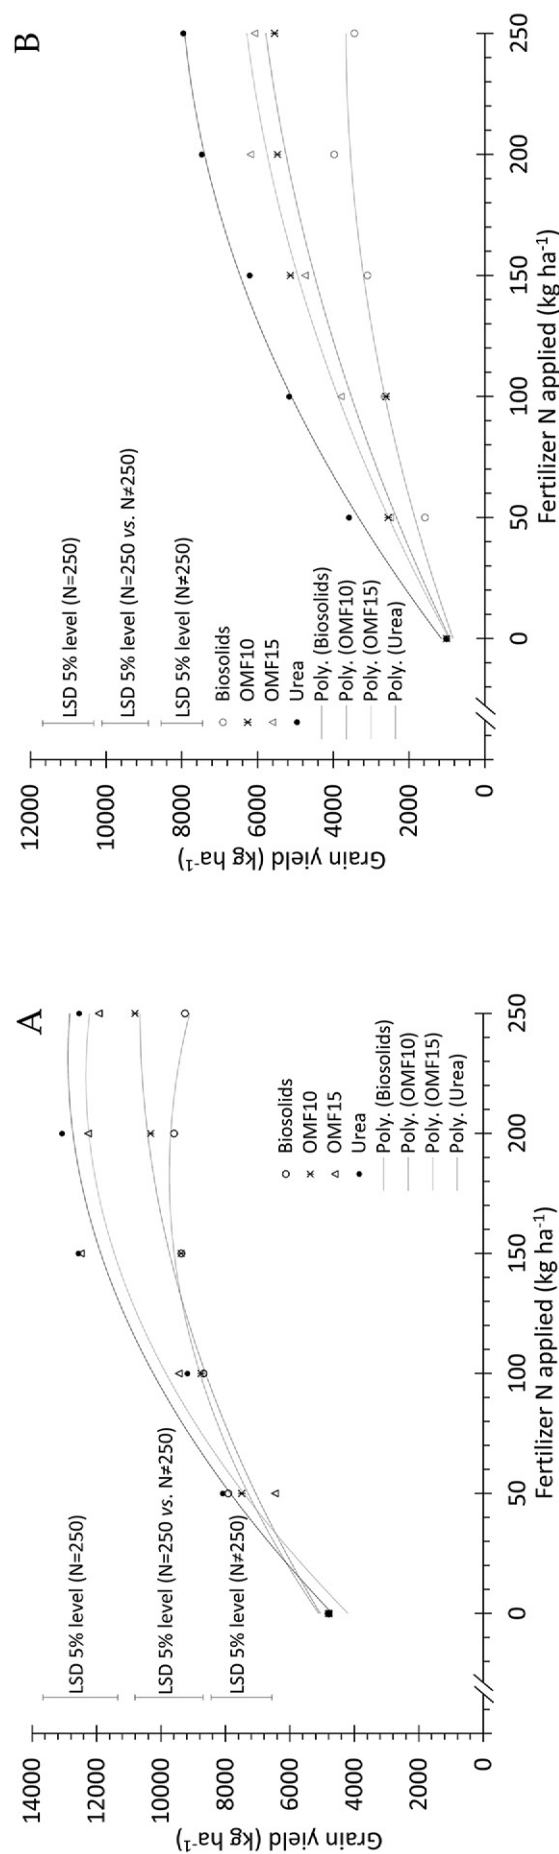 A
14000
12000
10000
8000
6000
4000
2000
0
Grain yield (kg ha⁻¹)
LSD 5% level (N=250)
LSD 5% level (N=250 vs. N≠250)
LSD 5% level (N≠250)
Biosolids
OMF10
OMF15
Urea
Poly. (Biosolids)
Poly. (OMF10)
Poly. (OMF15)
Poly. (Urea)
0 50 100 150 200 250
Fertilizer N applied (kg ha⁻¹)
B
12000
10000
8000
6000
4000
2000
0
Grain yield (kg ha⁻¹)
LSD 5% level (N=250)
LSD 5% level (N=250 vs. N≠250)
LSD 5% level (N≠250)
Biosolids
OMF10
OMF15
Urea
Poly. (Biosolids)
Poly. (OMF10)
Poly. (OMF15)
Poly. (Urea)
0 50 100 150 200 250
Fertilizer N applied (kg ha⁻¹)